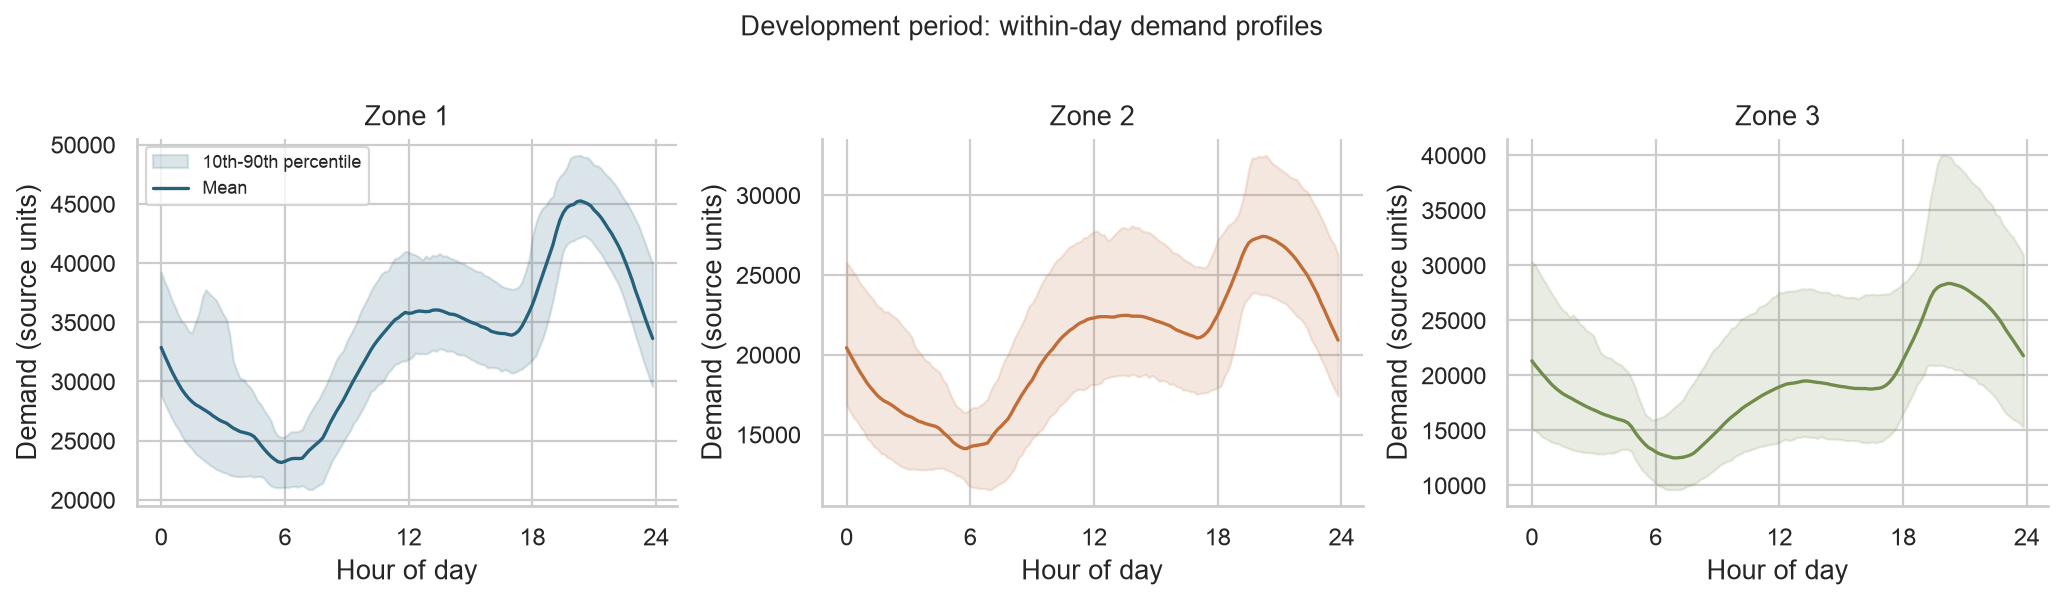 Development period: within-day demand profiles
Zone 1
50000
45000
40000
35000
30000
25000
20000
Demand (source units)
10th-90th percentile
Mean
0 6 12 18 24
Hour of day
Zone 2
30000
25000
20000
15000
Demand (source units)
0 6 12 18 24
Hour of day
Zone 3
40000
35000
30000
25000
20000
15000
10000
Demand (source units)
0 6 12 18 24
Hour of day